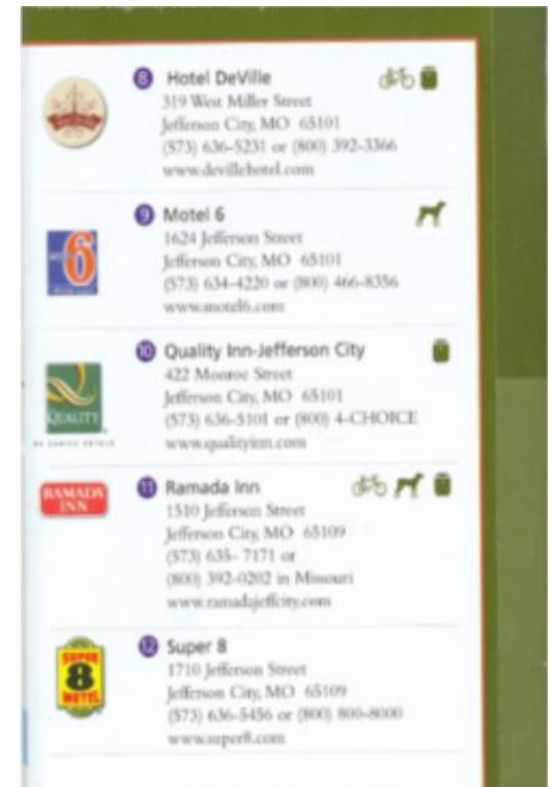 8 Hotel DeVille
319 West Miller Street
Jefferson City, MO 65101
(573) 636-5231 or (800) 392-3366
www.devillehotel.com
9 Motel 6
1624 Jefferson Street
Jefferson City, MO 65101
(573) 634-4220 or (800) 466-8356
www.motel6.com
6
10 Quality Inn-Jefferson City
422 Monroe Street
Jefferson City, MO 65101
(573) 636-5101 or (800) 4-CHOICE
www.qualityinn.com
QUALITY
11 Ramada Inn
1510 Jefferson Street
Jefferson City, MO 65109
(573) 635- 7171 or
(800) 392-0202 in Missouri
www.ramadajeffcity.com
RAMADA
INN
12 Super 8
1710 Jefferson Street
Jefferson City, MO 65109
(573) 636-5456 or (800) 800-8000
www.super8.com
SUPER
8
MOTEL